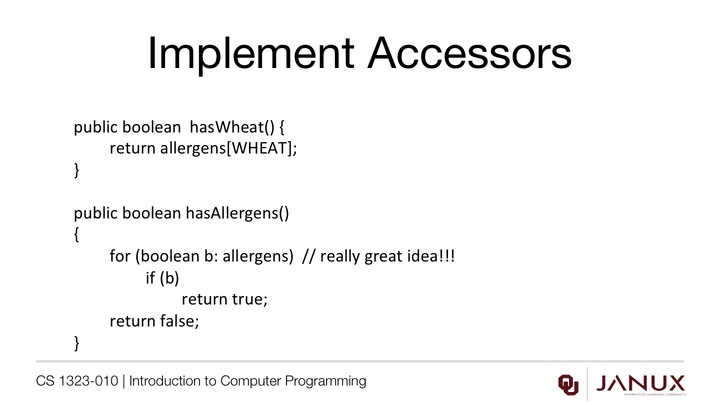 Implement Accessors
public boolean  hasWheat() {
return allergens[WHEAT];
}
public boolean hasAllergens()
{
for (boolean b: allergens)  // really great idea!!!
if (b)
return true;
return false;
}
CS 1323-010 | Introduction to Computer Programming
OU
JANUX
INTERACTIVE LEARNING COMMUNITY